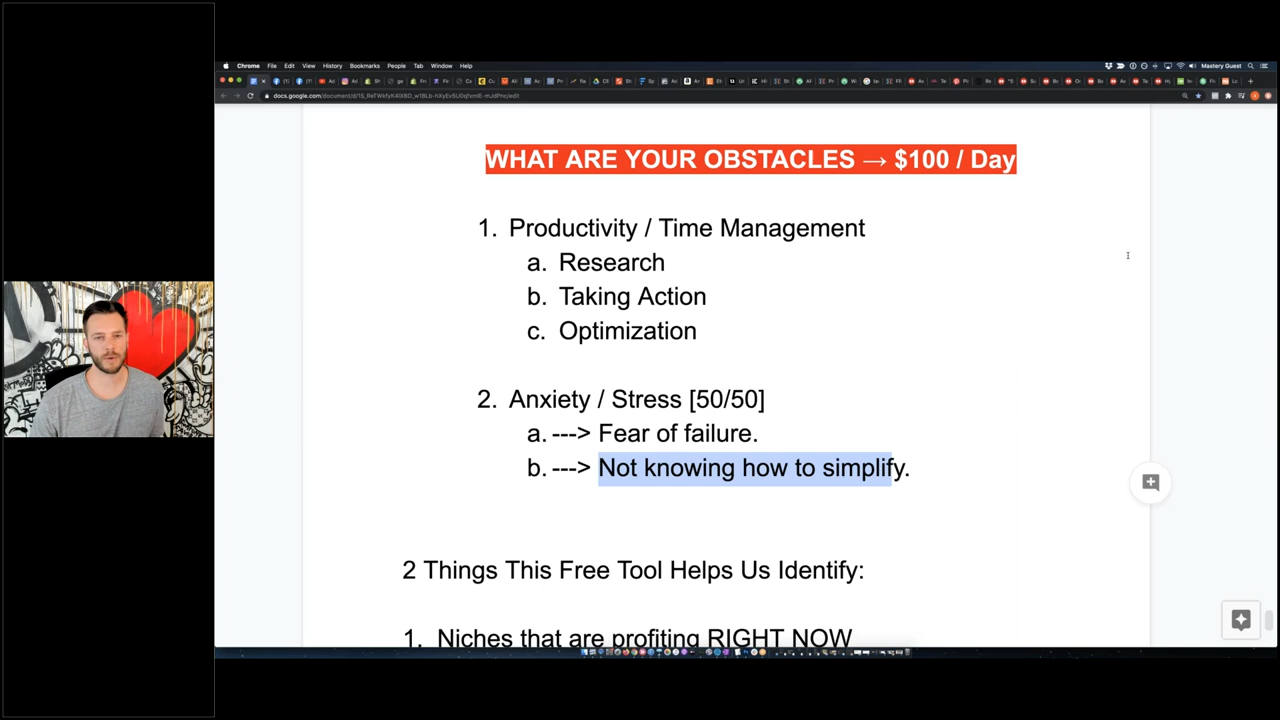 Chrome File Edit View History Bookmarks People Tab Window Help
Mastery Guest
WHAT ARE YOUR OBSTACLES → $100 / Day
1. Productivity / Time Management
a. Research
b. Taking Action
c. Optimization
2. Anxiety / Stress [50/50]
a. ---> Fear of failure.
b. ---> Not knowing how to simplify.
2 Things This Free Tool Helps Us Identify:
1. Niches that are profiting RIGHT NOW